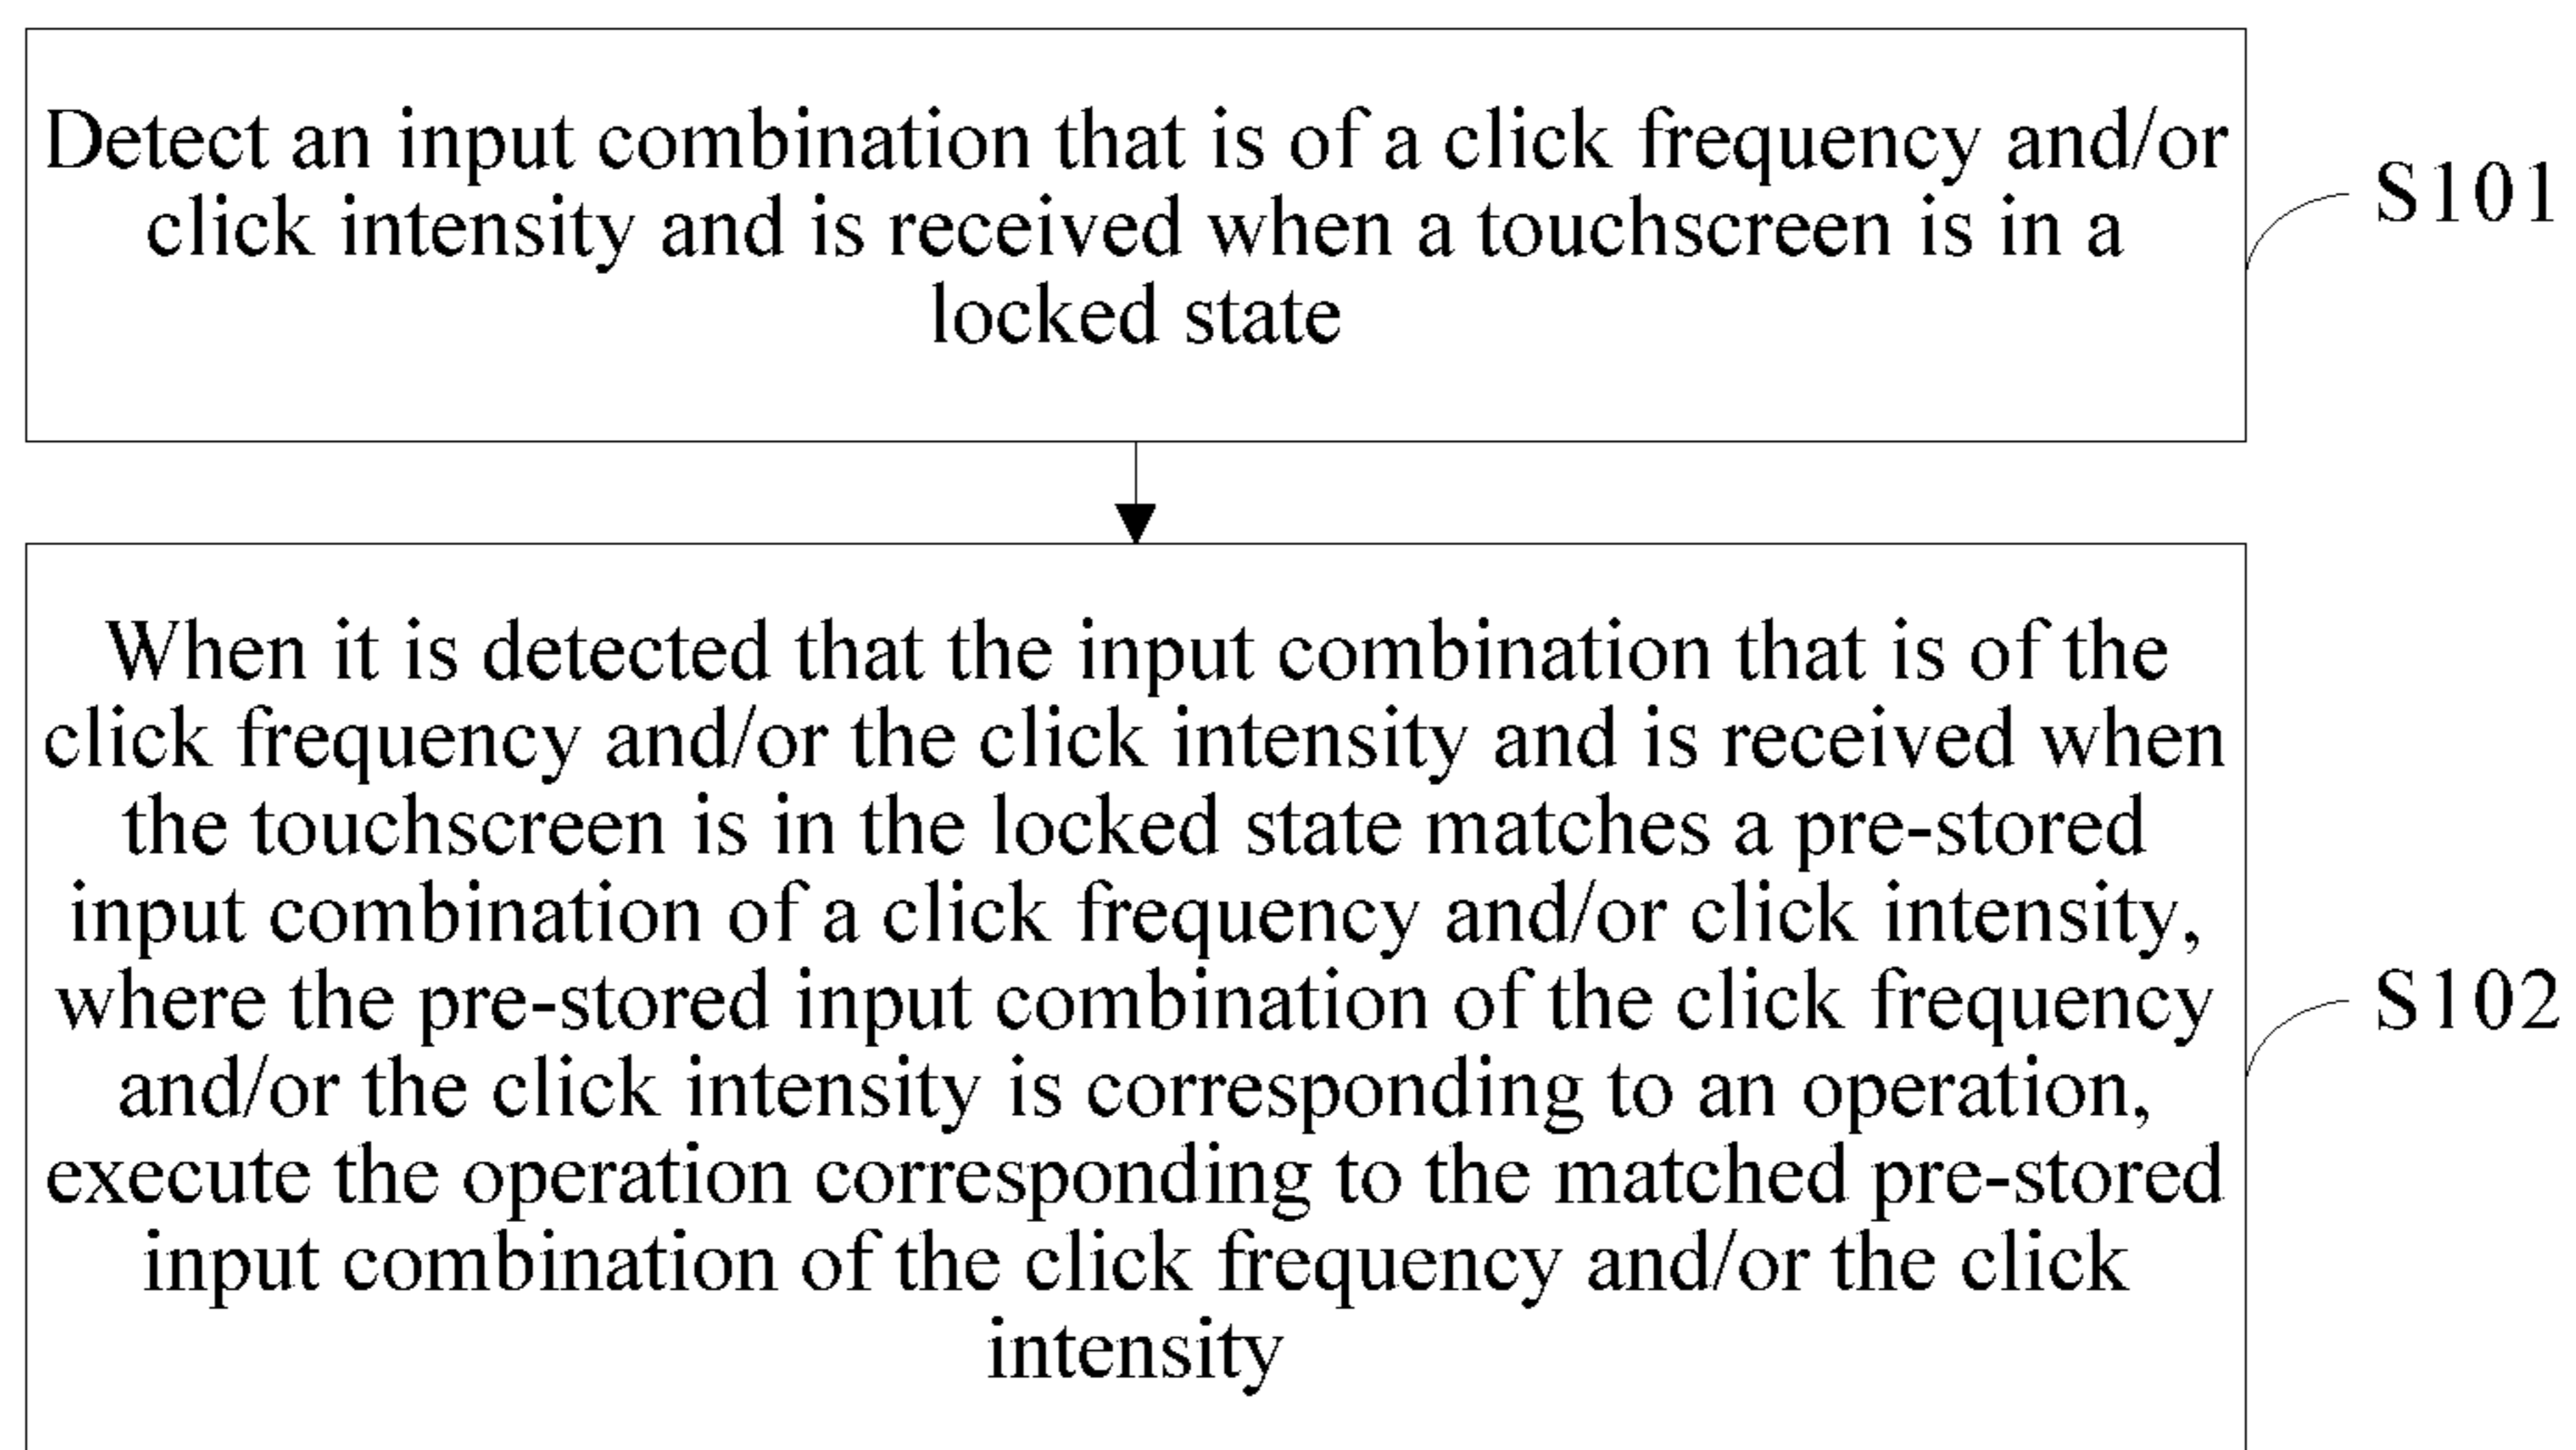 Detect an input combination that is of a click frequency and/or
click intensity and is received when a touchscreen is in a
locked state
S101
When it is detected that the input combination that is of the
click frequency and/or the click intensity and is received when
the touchscreen is in the locked state matches a pre-stored
input combination of a click frequency and/or click intensity,
where the pre-stored input combination of the click frequency
and/or the click intensity is corresponding to an operation,
execute the operation corresponding to the matched pre-stored
input combination of the click frequency and/or the click
intensity
S102